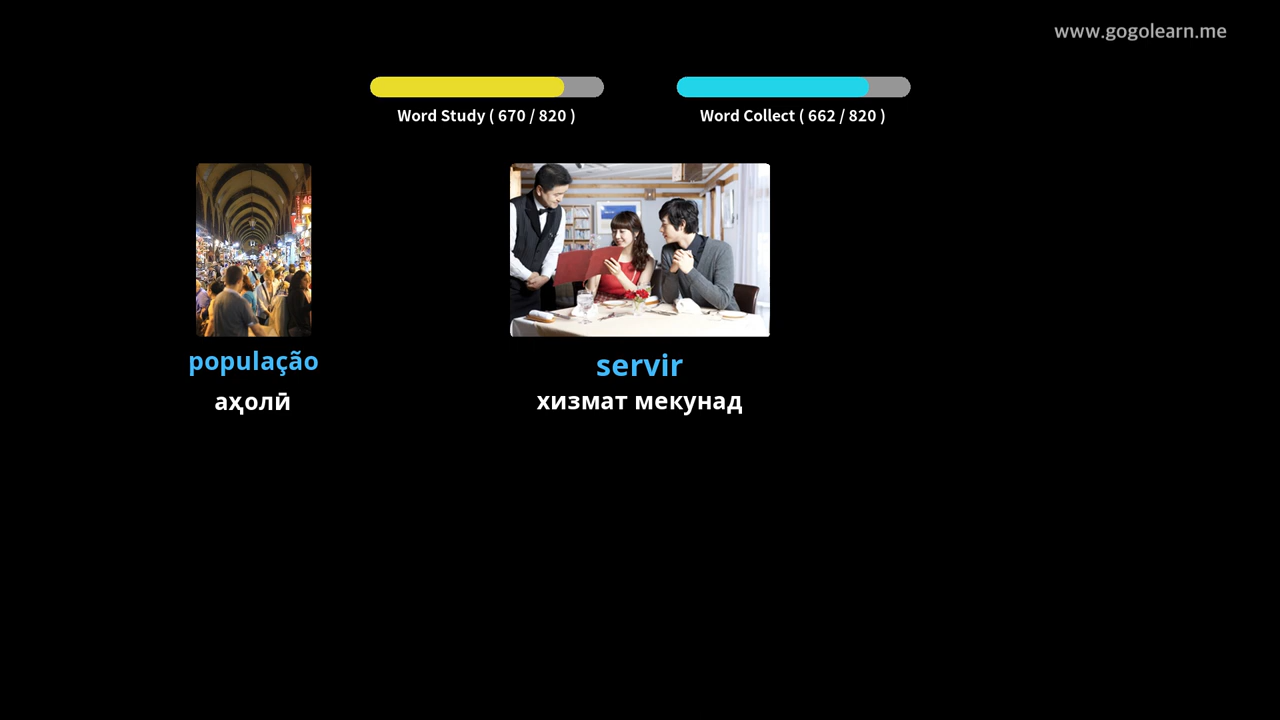 www.gogolearn.me
Word Study ( 670 / 820 )
Word Collect ( 662 / 820 )
população
аҳолӣ
servir
хизмат мекунад